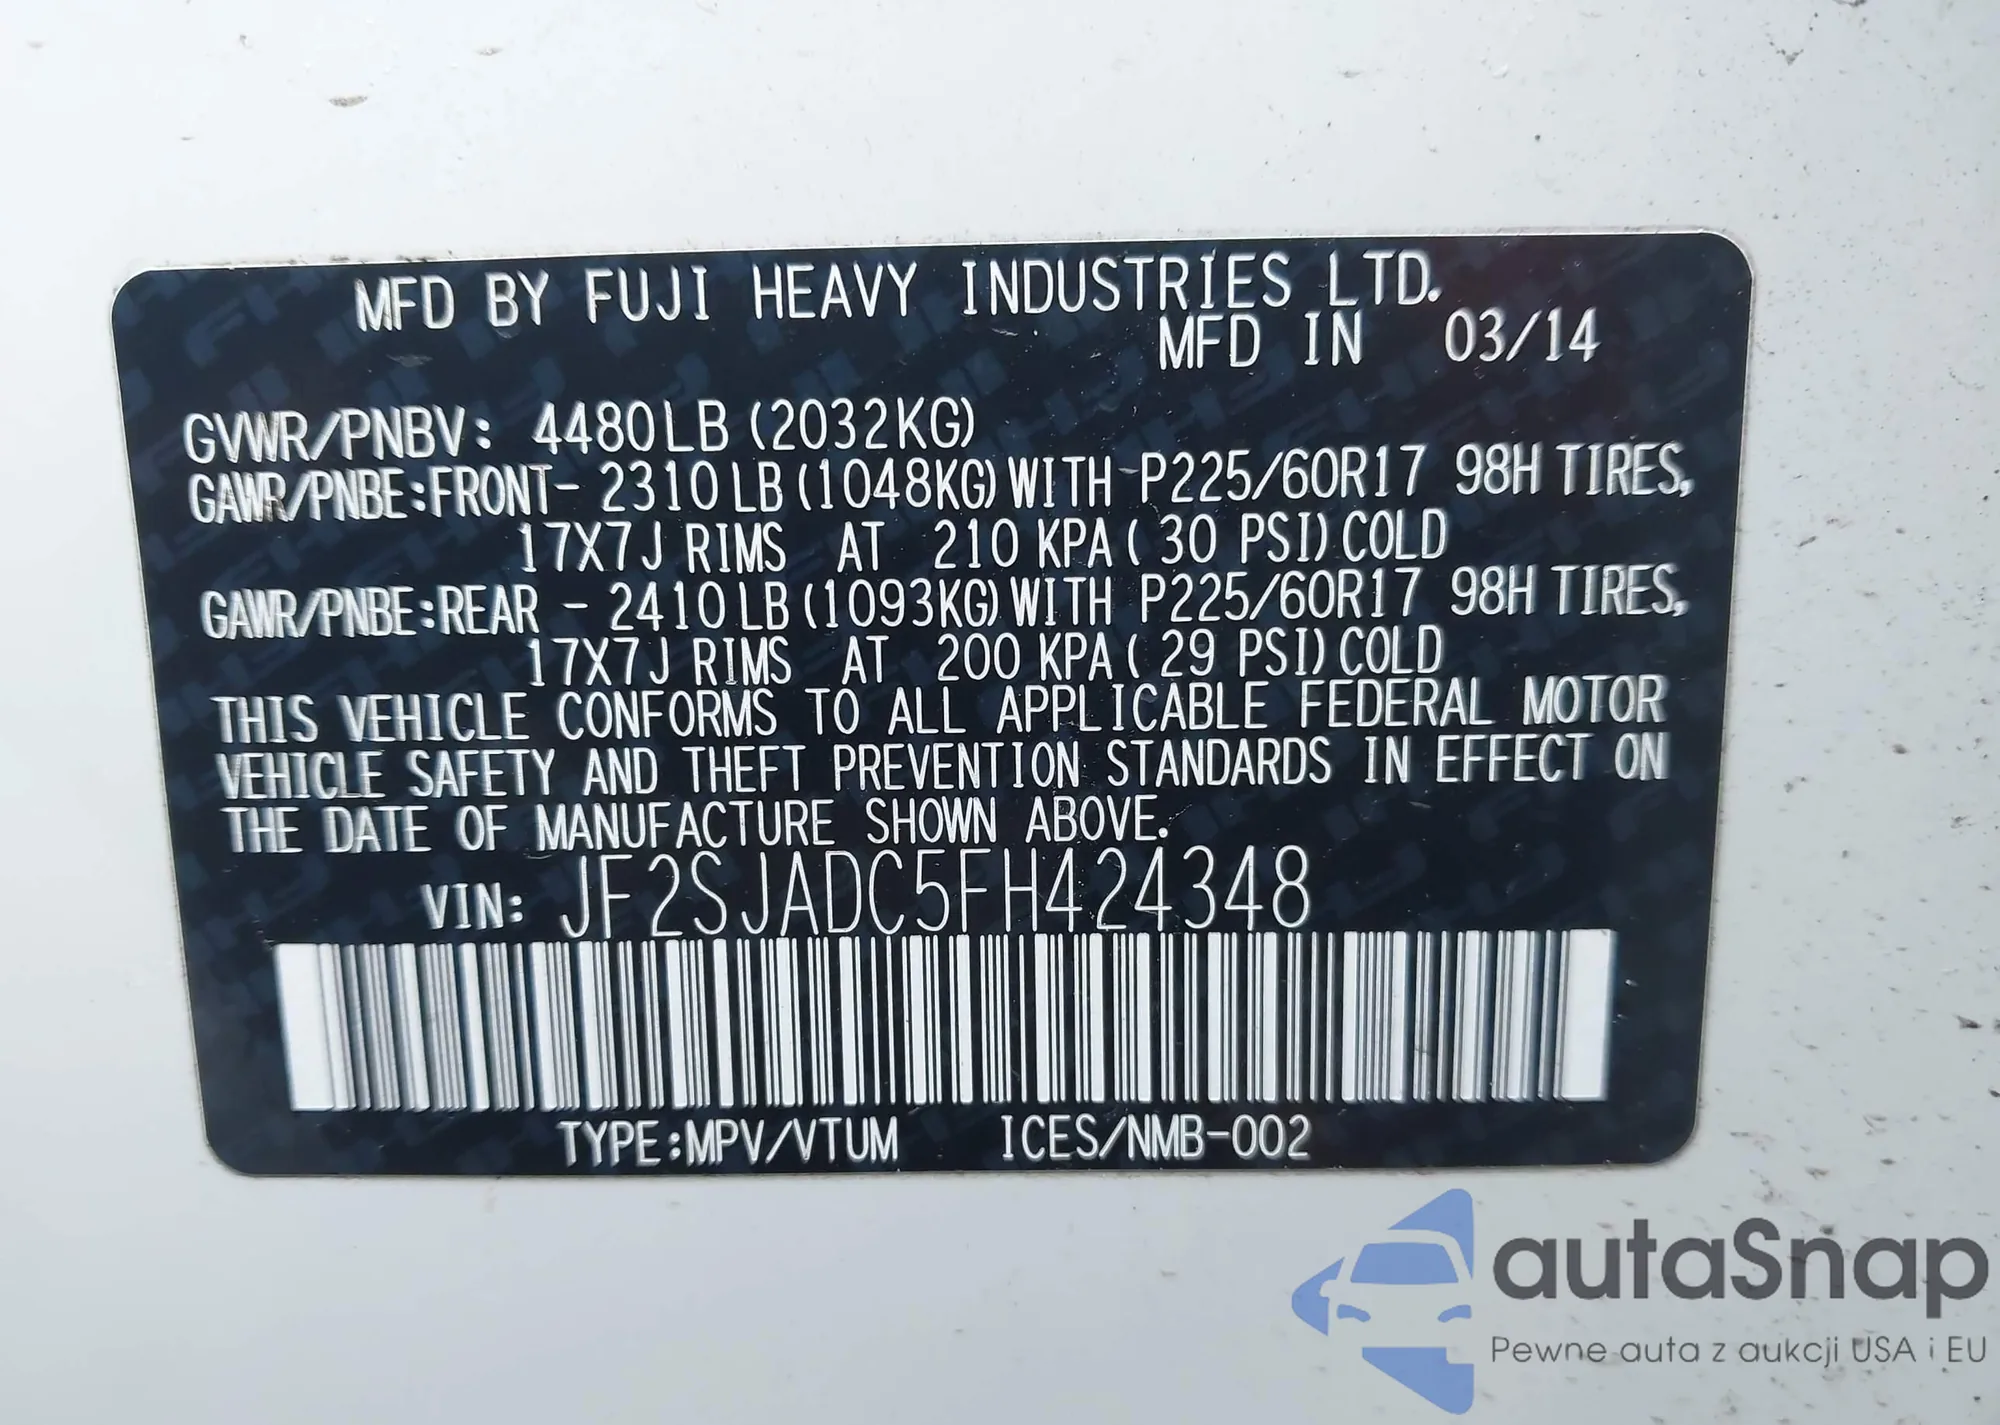 MFD BY FUJI HEAVY INDUSTRIES LTD.
MFD IN 03/14
GVWR/PNBV: 4480LB (2032KG)
GAWR/PNBE:FRONT- 2310LB (1048KG) WITH P225/60R17 98H TIRES,
17X7J RIMS AT 210 KPA ( 30 PSI) COLD
GAWR/PNBE:REAR - 2410LB (1093KG) WITH P225/60R17 98H TIRES,
17X7J RIMS AT 200 KPA ( 29 PSI) COLD
THIS VEHICLE CONFORMS TO ALL APPLICABLE FEDERAL MOTOR
VEHICLE SAFETY AND THEFT PREVENTION STANDARDS IN EFFECT ON
THE DATE OF MANUFACTURE SHOWN ABOVE.
VIN: JF2SJADC5FH424348
TYPE:MPV/VTUM ICES/NMB-002
autaSnap
Pewne auta z aukcji USA i EU